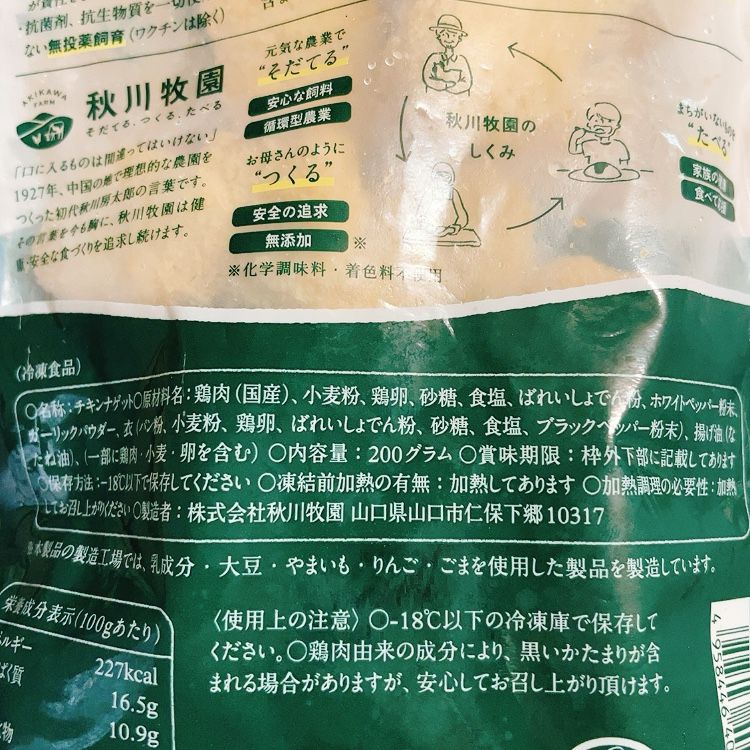 ・抗菌剤、抗生物質を一切使
ない無投薬飼育(ワクチンは除く)
AKIKAWA
FARM
秋川牧園
そだてる、つくる、たべる
「口に入るものは間違ってはいけない」
1927年、中国の地で理想的な農園を
つくった初代秋川房太郎の言葉です。
その言葉を今も胸に、秋川牧園は健
康・安全な食づくりを追求し続けます。
元気な農業で
“そだてる”
安心な飼料
循環型農業
お母さんのように
“つくる”
安全の追求
無添加 ※
※化学調味料・着色料不使用
秋川牧園の
しくみ
まちがいないものを
“たべる”
家族の健康
食べて応援
〈冷凍食品〉
○名称:チキンナゲット○原材料名:鶏肉(国産)、小麦粉、鶏卵、砂糖、食塩、ばれいしょでん粉、ホワイトペッパー粉末、
ガーリックパウダー、衣(パン粉、小麦粉、鶏卵、ばれいしょでん粉、砂糖、食塩、ブラックペッパー粉末)、揚げ油(な
たね油)、(一部に鶏肉・小麦・卵を含む) ○内容量:200グラム ○賞味期限:枠外下部に記載してあります
○保存方法:-18℃以下で保存してください ○凍結前加熱の有無:加熱してあります ○加熱調理の必要性:加熱
してお召し上がりください ○製造者:株式会社秋川牧園 山口県山口市仁保下郷10317
※本製品の製造工場では、乳成分・大豆・やまいも・りんご・ごまを使用した製品を製造しています。
栄養成分表示(100gあたり)
ネルギー 227kcal
ぱく質 16.5g
10.9g
〈使用上の注意〉○-18℃以下の冷凍庫で保存して
ください。○鶏肉由来の成分により、黒いかたまりが含
まれる場合がありますが、安心してお召し上がり頂けます。
4 958446